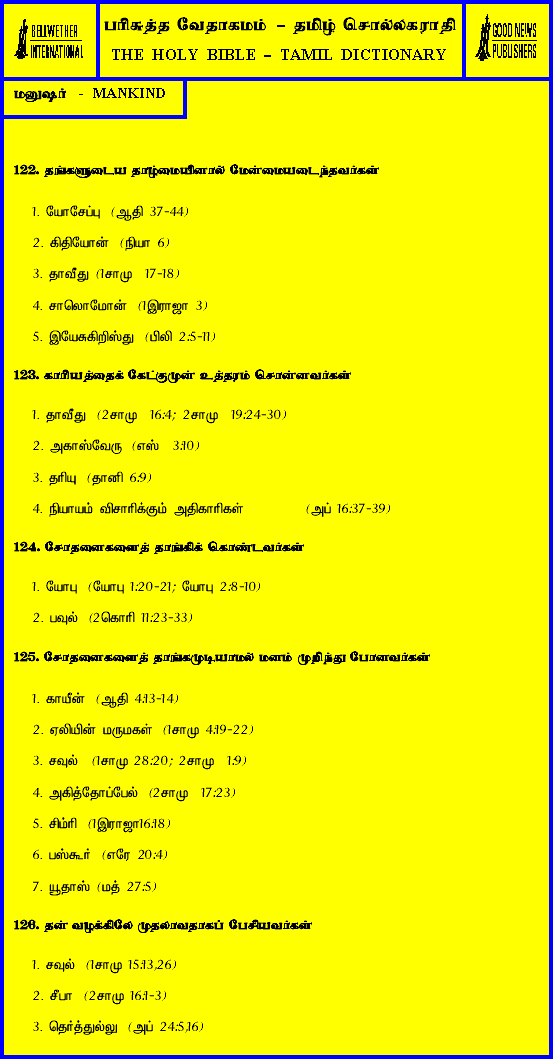 BELLWETHER
INTERNATIONAL
பரிசுத்த வேதாகமம் – தமிழ் சொல்லகராதி
THE HOLY BIBLE – TAMIL DICTIONARY
GOOD NEWS
PUBLISHERS
மனுஷர் - MANKIND
122. தங்களுடைய தாழ்மையினால் மேன்மையடைந்தவர்கள்
1. யோசேப்பு (ஆதி 37-44)
2. கிதியோன் (நியா 6)
3. தாவீது (1சாமு 17-18)
4. சாலொமோன் (1இராஜா 3)
5. இயேசுகிறிஸ்து (பிலி 2:5-11)
123. காரியத்தைக் கேட்குமுன் உத்தரம் சொன்னவர்கள்
1. தாவீது (2சாமு 16:4; 2சாமு 19:24-30)
2. அகாஸ்வேரு (எஸ் 3:10)
3. தரியு (தானி 6:9)
4. நியாயம் விசாரிக்கும் அதிகாரிகள் (அப் 16:37-39)
124. சோதனைகளைத் தாங்கிக் கொண்டவர்கள்
1. யோபு (யோபு 1:20-21; யோபு 2:8-10)
2. பவுல் (2கொரி 11:23-33)
125. சோதனைகளைத் தாங்கமுடியாமல் மனம் முறிந்து போனவர்கள்
1. காயீன் (ஆதி 4:13-14)
2. ஏலியின் மருமகள் (1சாமு 4:19-22)
3. சவுல் (1சாமு 28:20; 2சாமு 1:9)
4. அகித்தோப்பேல் (2சாமு 17:23)
5. சிம்ரி (1இராஜா16:18)
6. பஸ்கூர் (எரே 20:4)
7. யூதாஸ் (மத் 27:5)
126. தன் வழக்கிலே முதலாவதாகப் பேசியவர்கள்
1. சவுல் (1சாமு 15:13,26)
2. சீபா (2சாமு 16:1-3)
3. தெர்த்துல்லு (அப் 24:5,16)